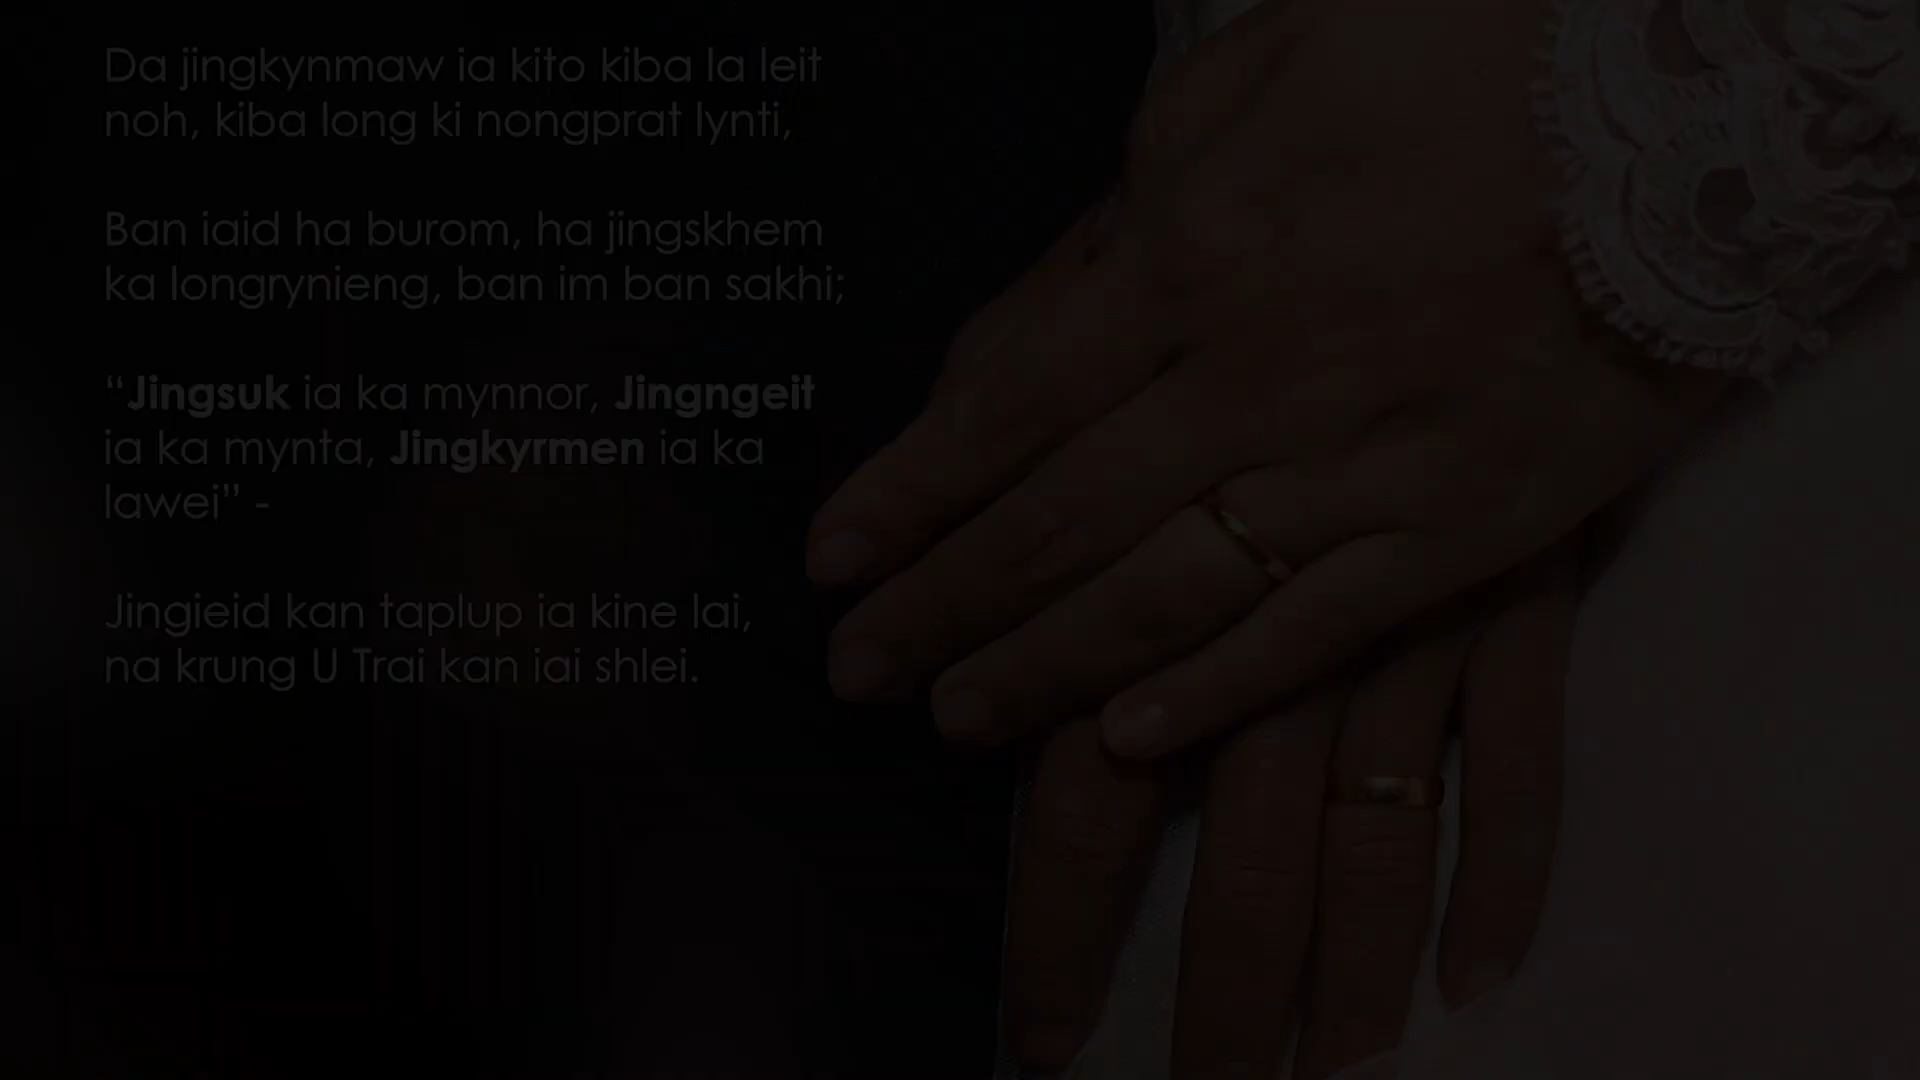 Da jingkynmaw ia kito kiba la leit
noh, kiba long ki nongprat lynti,
Ban iaid ha burom, ha jingskhem
ka longrynieng, ban im ban sakhi;
“Jingsuk ia ka mynnor, Jingngeit
ia ka mynta, Jingkyrmen ia ka
lawei” -
Jingieid kan taplup ia kine lai,
na krung U Trai kan iai shlei.